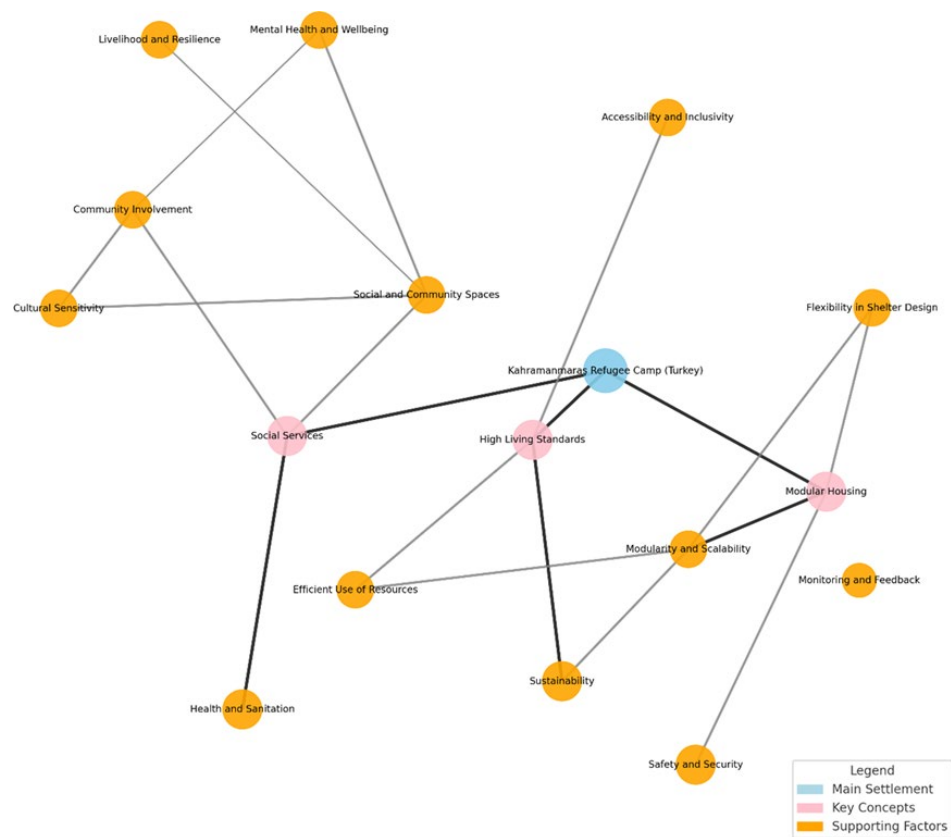 Mental Health and Wellbeing
Livelihood and Resilience
Accessibility and Inclusivity
Community Involvement
Social and Community Spaces
Cultural Sensitivity
Flexibility in Shelter Design
Kahramanmaras Refugee Camp (Turkey)
Social Services
High Living Standards
Modular Housing
Modularity and Scalability
Monitoring and Feedback
Efficient Use of Resources
Sustainability
Health and Sanitation
Safety and Security
Legend
Main Settlement
Key Concepts
Supporting Factors